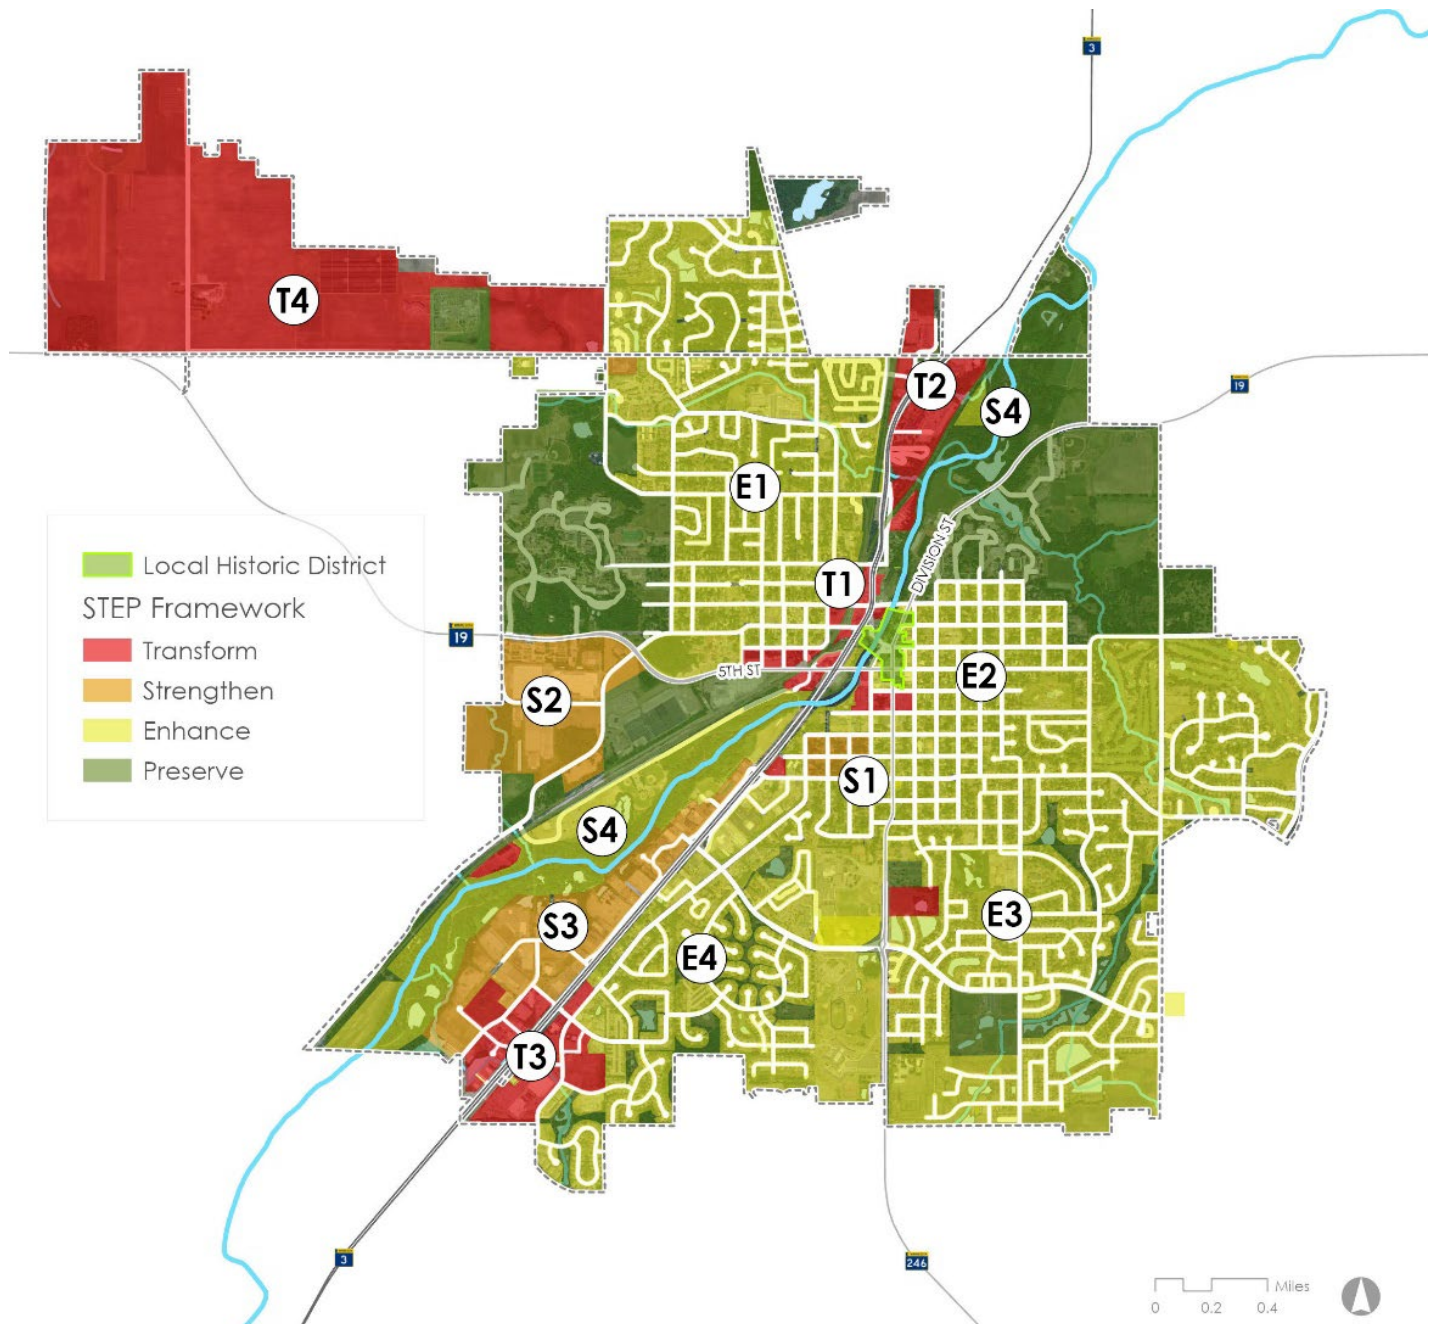 3
T4
T2
S4
19
E1
DIVISION ST
Local Historic District
STEP Framework
Transform
Strengthen
Enhance
Preserve
T1
19
5TH ST
E2
S2
S1
S4
E3
S3
E4
T3
3
246
Miles
0 0.2 0.4